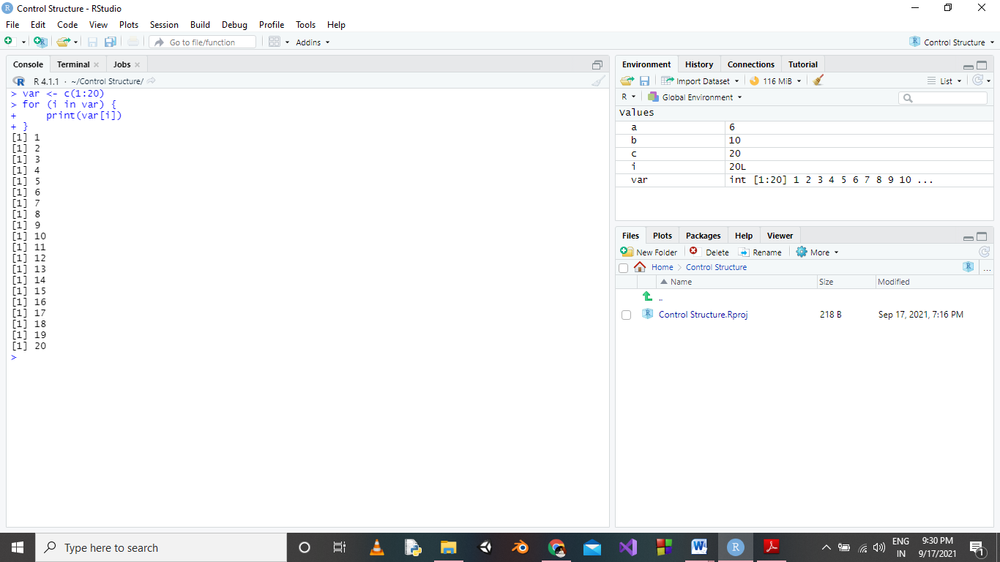 Control Structure - RStudio
File Edit Code View Plots Session Build Debug Profile Tools Help
Go to file/function Addins Control Structure
Console Terminal Jobs
R 4.1.1 · ~/Control Structure/
> var <- c(1:20)
> for (i in var) {
+     print(var[i])
+ }
[1] 1
[1] 2
[1] 3
[1] 4
[1] 5
[1] 6
[1] 7
[1] 8
[1] 9
[1] 10
[1] 11
[1] 12
[1] 13
[1] 14
[1] 15
[1] 16
[1] 17
[1] 18
[1] 19
[1] 20
>
Environment History Connections Tutorial
Import Dataset 116 MiB List
R Global Environment
Values
a 6
b 10
c 20
i 20L
var int [1:20] 1 2 3 4 5 6 7 8 9 10 ...
Files Plots Packages Help Viewer
New Folder Delete Rename More
Home Control Structure ...
Name Size Modified
..
Control Structure.Rproj 218 B Sep 17, 2021, 7:16 PM
Type here to search
ENG
IN
9:30 PM
9/17/2021
1